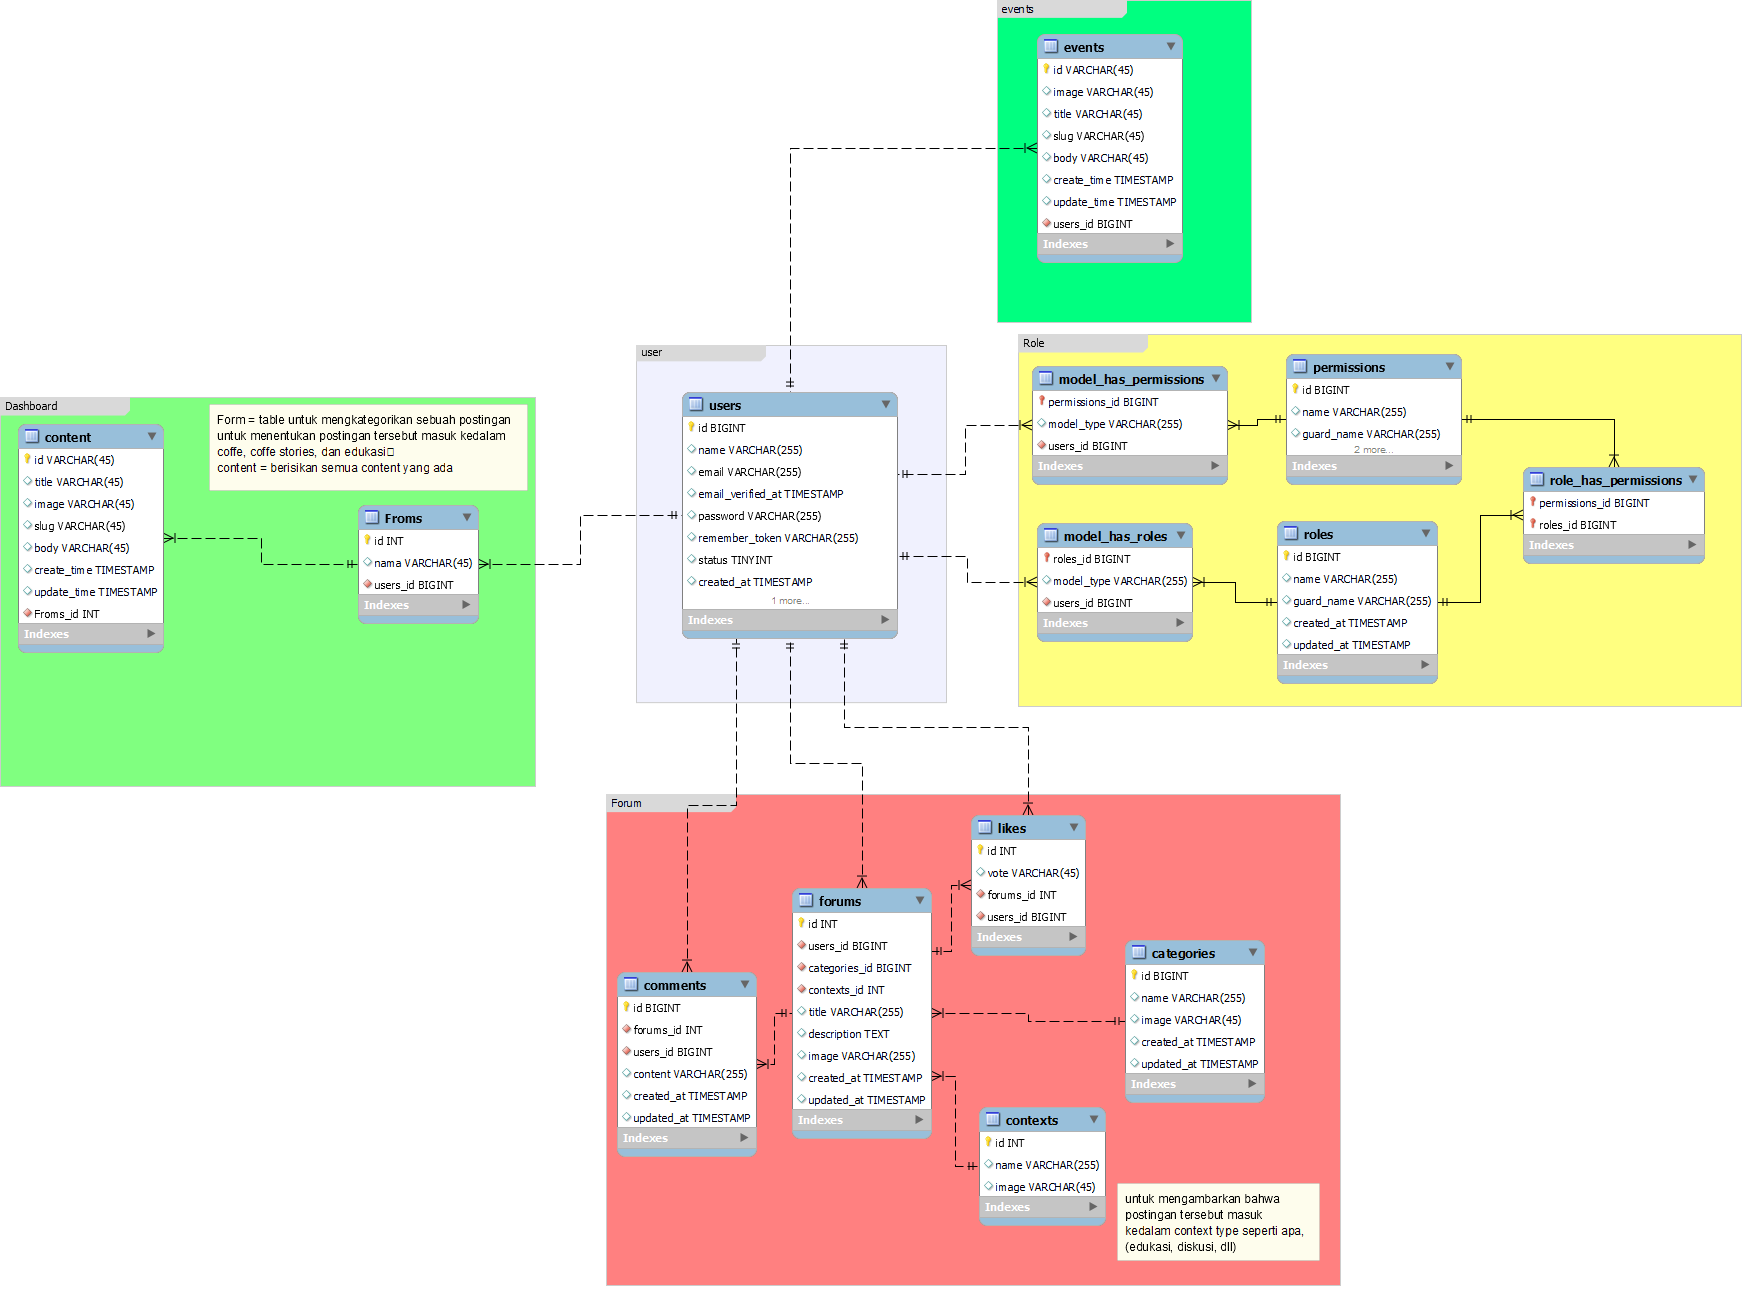 events
events
id VARCHAR(45)
image VARCHAR(45)
title VARCHAR(45)
slug VARCHAR(45)
body VARCHAR(45)
create_time TIMESTAMP
update_time TIMESTAMP
users_id BIGINT
Indexes
user
users
id BIGINT
name VARCHAR(255)
email VARCHAR(255)
email_verified_at TIMESTAMP
password VARCHAR(255)
remember_token VARCHAR(255)
status TINYINT
created_at TIMESTAMP
1 more...
Indexes
Role
model_has_permissions
permissions_id BIGINT
model_type VARCHAR(255)
users_id BIGINT
Indexes
permissions
id BIGINT
name VARCHAR(255)
guard_name VARCHAR(255)
2 more...
Indexes
role_has_permissions
permissions_id BIGINT
roles_id BIGINT
Indexes
model_has_roles
roles_id BIGINT
model_type VARCHAR(255)
users_id BIGINT
Indexes
roles
id BIGINT
name VARCHAR(255)
guard_name VARCHAR(255)
created_at TIMESTAMP
updated_at TIMESTAMP
Indexes
Dashboard
Form = table untuk mengkategorikan sebuah postingan
untuk menentukan postingan tersebut masuk kedalam
coffe, coffe stories, dan edukasi
content = berisikan semua content yang ada
content
id VARCHAR(45)
title VARCHAR(45)
image VARCHAR(45)
slug VARCHAR(45)
body VARCHAR(45)
create_time TIMESTAMP
update_time TIMESTAMP
Froms_id INT
Indexes
Froms
id INT
nama VARCHAR(45)
users_id BIGINT
Indexes
Forum
likes
id INT
vote VARCHAR(45)
forums_id INT
users_id BIGINT
Indexes
forums
id INT
users_id BIGINT
categories_id BIGINT
contexts_id INT
title VARCHAR(255)
description TEXT
image VARCHAR(255)
created_at TIMESTAMP
updated_at TIMESTAMP
Indexes
comments
id BIGINT
forums_id INT
users_id BIGINT
content VARCHAR(255)
created_at TIMESTAMP
updated_at TIMESTAMP
Indexes
categories
id BIGINT
name VARCHAR(255)
image VARCHAR(45)
created_at TIMESTAMP
updated_at TIMESTAMP
Indexes
contexts
id INT
name VARCHAR(255)
image VARCHAR(45)
Indexes
untuk mengambarkan bahwa
postingan tersebut masuk
kedalam context type seperti apa,
(edukasi, diskusi, dll)